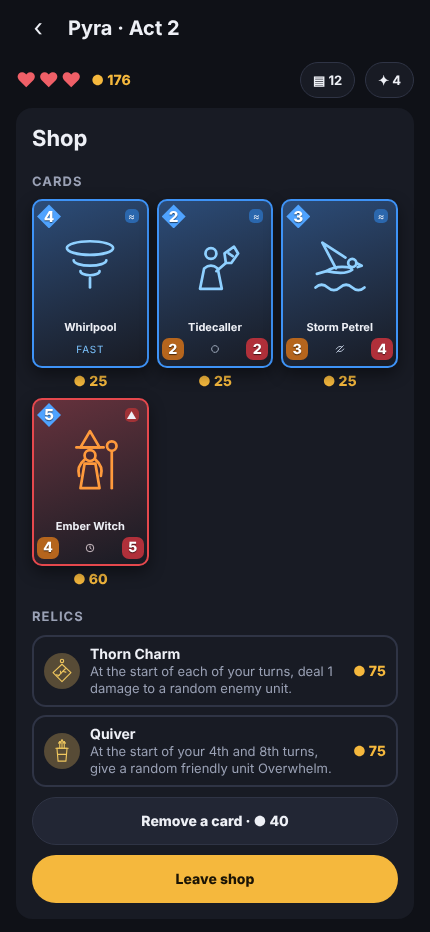 Pyra · Act 2
176
12
4
Shop
CARDS
4
Whirlpool
FAST
25
2
Tidecaller
2
2
25
3
Storm Petrel
3
4
25
5
Ember Witch
4
5
60
RELICS
Thorn Charm
At the start of each of your turns, deal 1
damage to a random enemy unit.
75
Quiver
At the start of your 4th and 8th turns,
give a random friendly unit Overwhelm.
75
Remove a card · 40
Leave shop